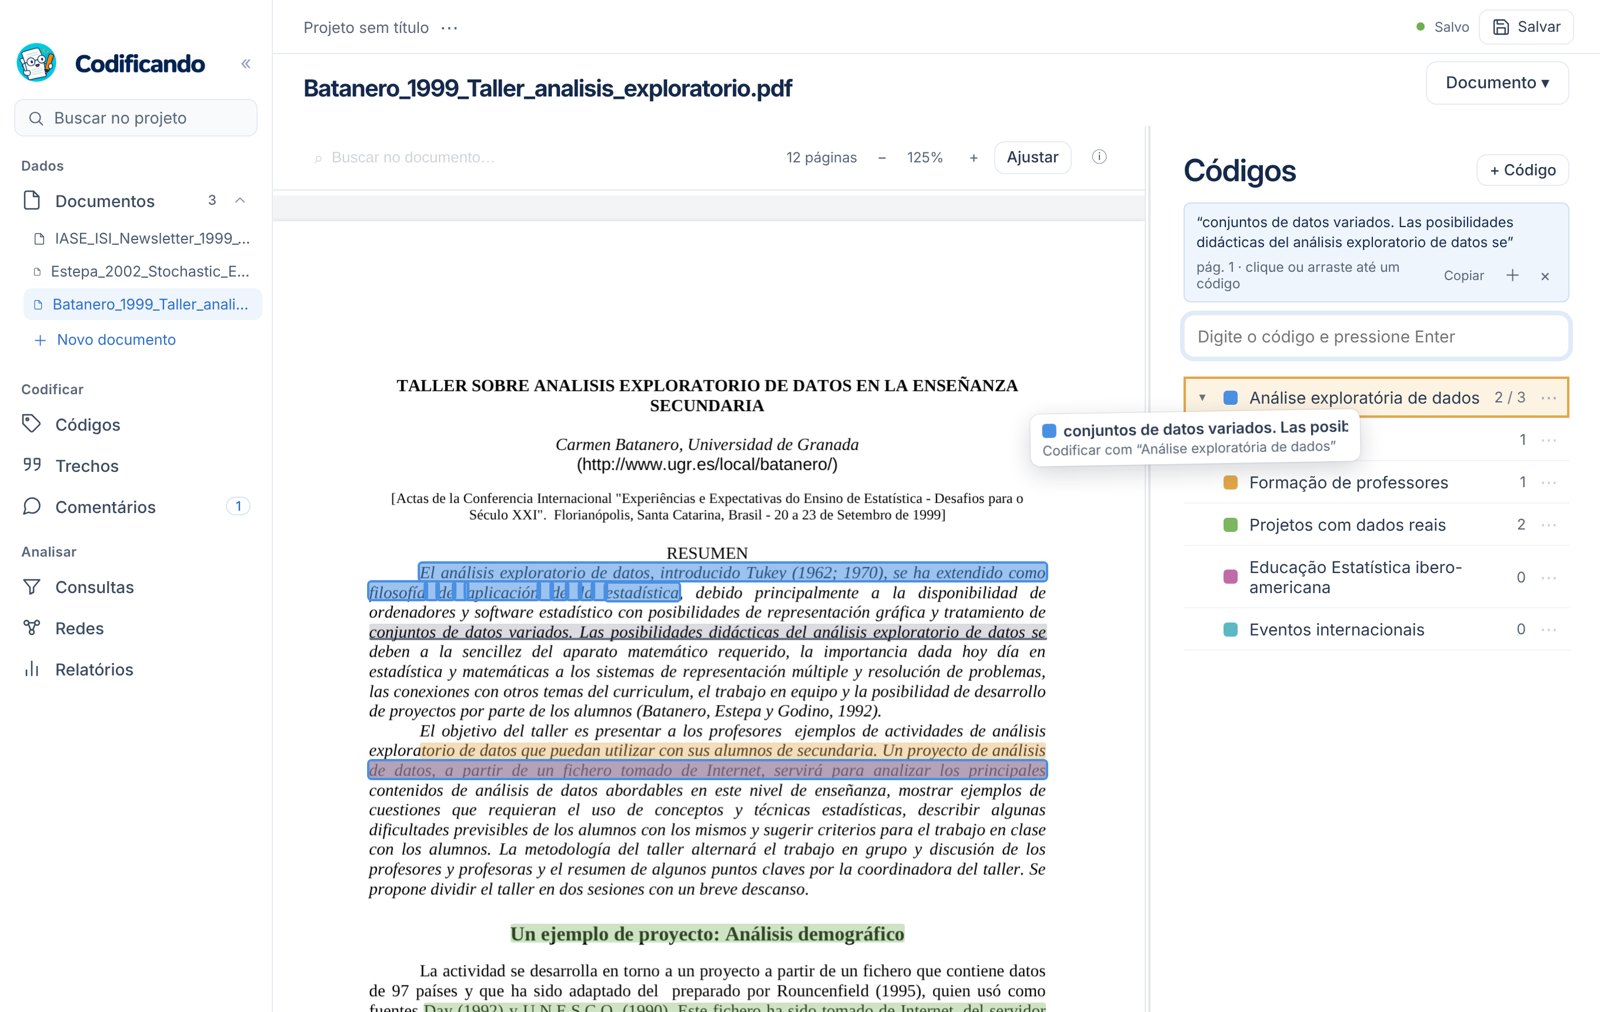 Codificando
«
Buscar no projeto
Dados
Documentos 3
IASE_ISI_Newsletter_1999_...
Estepa_2002_Stochastic_E...
Batanero_1999_Taller_anali...
+ Novo documento
Codificar
Códigos
Trechos
Comentários 1
Analisar
Consultas
Redes
Relatórios
Projeto sem título ···
Salvo
Salvar
Batanero_1999_Taller_analisis_exploratorio.pdf
Documento ▾
Buscar no documento...
12 páginas − 125% + Ajustar
TALLER SOBRE ANALISIS EXPLORATORIO DE DATOS EN LA ENSEÑANZA
SECUNDARIA
Carmen Batanero, Universidad de Granada
(http://www.ugr.es/local/batanero/)
[Actas de la Conferencia Internacional "Experiências e Expectativas do Ensino de Estatística - Desafios para o
Século XXI". Florianópolis, Santa Catarina, Brasil - 20 a 23 de Setembro de 1999]
RESUMEN
El análisis exploratorio de datos, introducido Tukey (1962; 1970), se ha extendido como
filosofía de aplicación de la estadística, debido principalmente a la disponibilidad de
ordenadores y software estadístico con posibilidades de representación gráfica y tratamiento de
conjuntos de datos variados. Las posibilidades didácticas del análisis exploratorio de datos se
deben a la sencillez del aparato matemático requerido, la importancia dada hoy día en
estadística y matemáticas a los sistemas de representación múltiple y resolución de problemas,
las conexiones con otros temas del curriculum, el trabajo en equipo y la posibilidad de desarrollo
de proyectos por parte de los alumnos (Batanero, Estepa y Godino, 1992).
El objetivo del taller es presentar a los profesores ejemplos de actividades de análisis
exploratorio de datos que puedan utilizar con sus alumnos de secundaria. Un proyecto de análisis
de datos, a partir de un fichero tomado de Internet, servirá para analizar los principales
contenidos de análisis de datos abordables en este nivel de enseñanza, mostrar ejemplos de
cuestiones que requieran el uso de conceptos y técnicas estadísticas, describir algunas
dificultades previsibles de los alumnos con los mismos y sugerir criterios para el trabajo en clase
con los alumnos. La metodología del taller alternará el trabajo en grupo y discusión de los
profesores y profesoras y el resumen de algunos puntos claves por la coordinadora del taller. Se
propone dividir el taller en dos sesiones con un breve descanso.
Un ejemplo de proyecto: Análisis demográfico
La actividad se desarrolla en torno a un proyecto a partir de un fichero que contiene datos
de 97 países y que ha sido adaptado del preparado por Rouncenfield (1995), quien usó como
fuentes Day (1992) y U.N.E.S.C.O. (1990). Este fichero ha sido tomado de Internet, del servidor
Códigos
+ Código
“conjuntos de datos variados. Las posibilidades
didácticas del análisis exploratorio de datos se”
pág. 1 · clique ou arraste até um
código
Copiar + ×
Digite o código e pressione Enter
▾ Análise exploratória de dados 2 / 3 ···
conjuntos de datos variados. Las posib
Codificar com “Análise exploratória de dados”
1 ···
Formação de professores 1 ···
Projetos com dados reais 2 ···
Educação Estatística ibero-
americana 0 ···
Eventos internacionais 0 ···